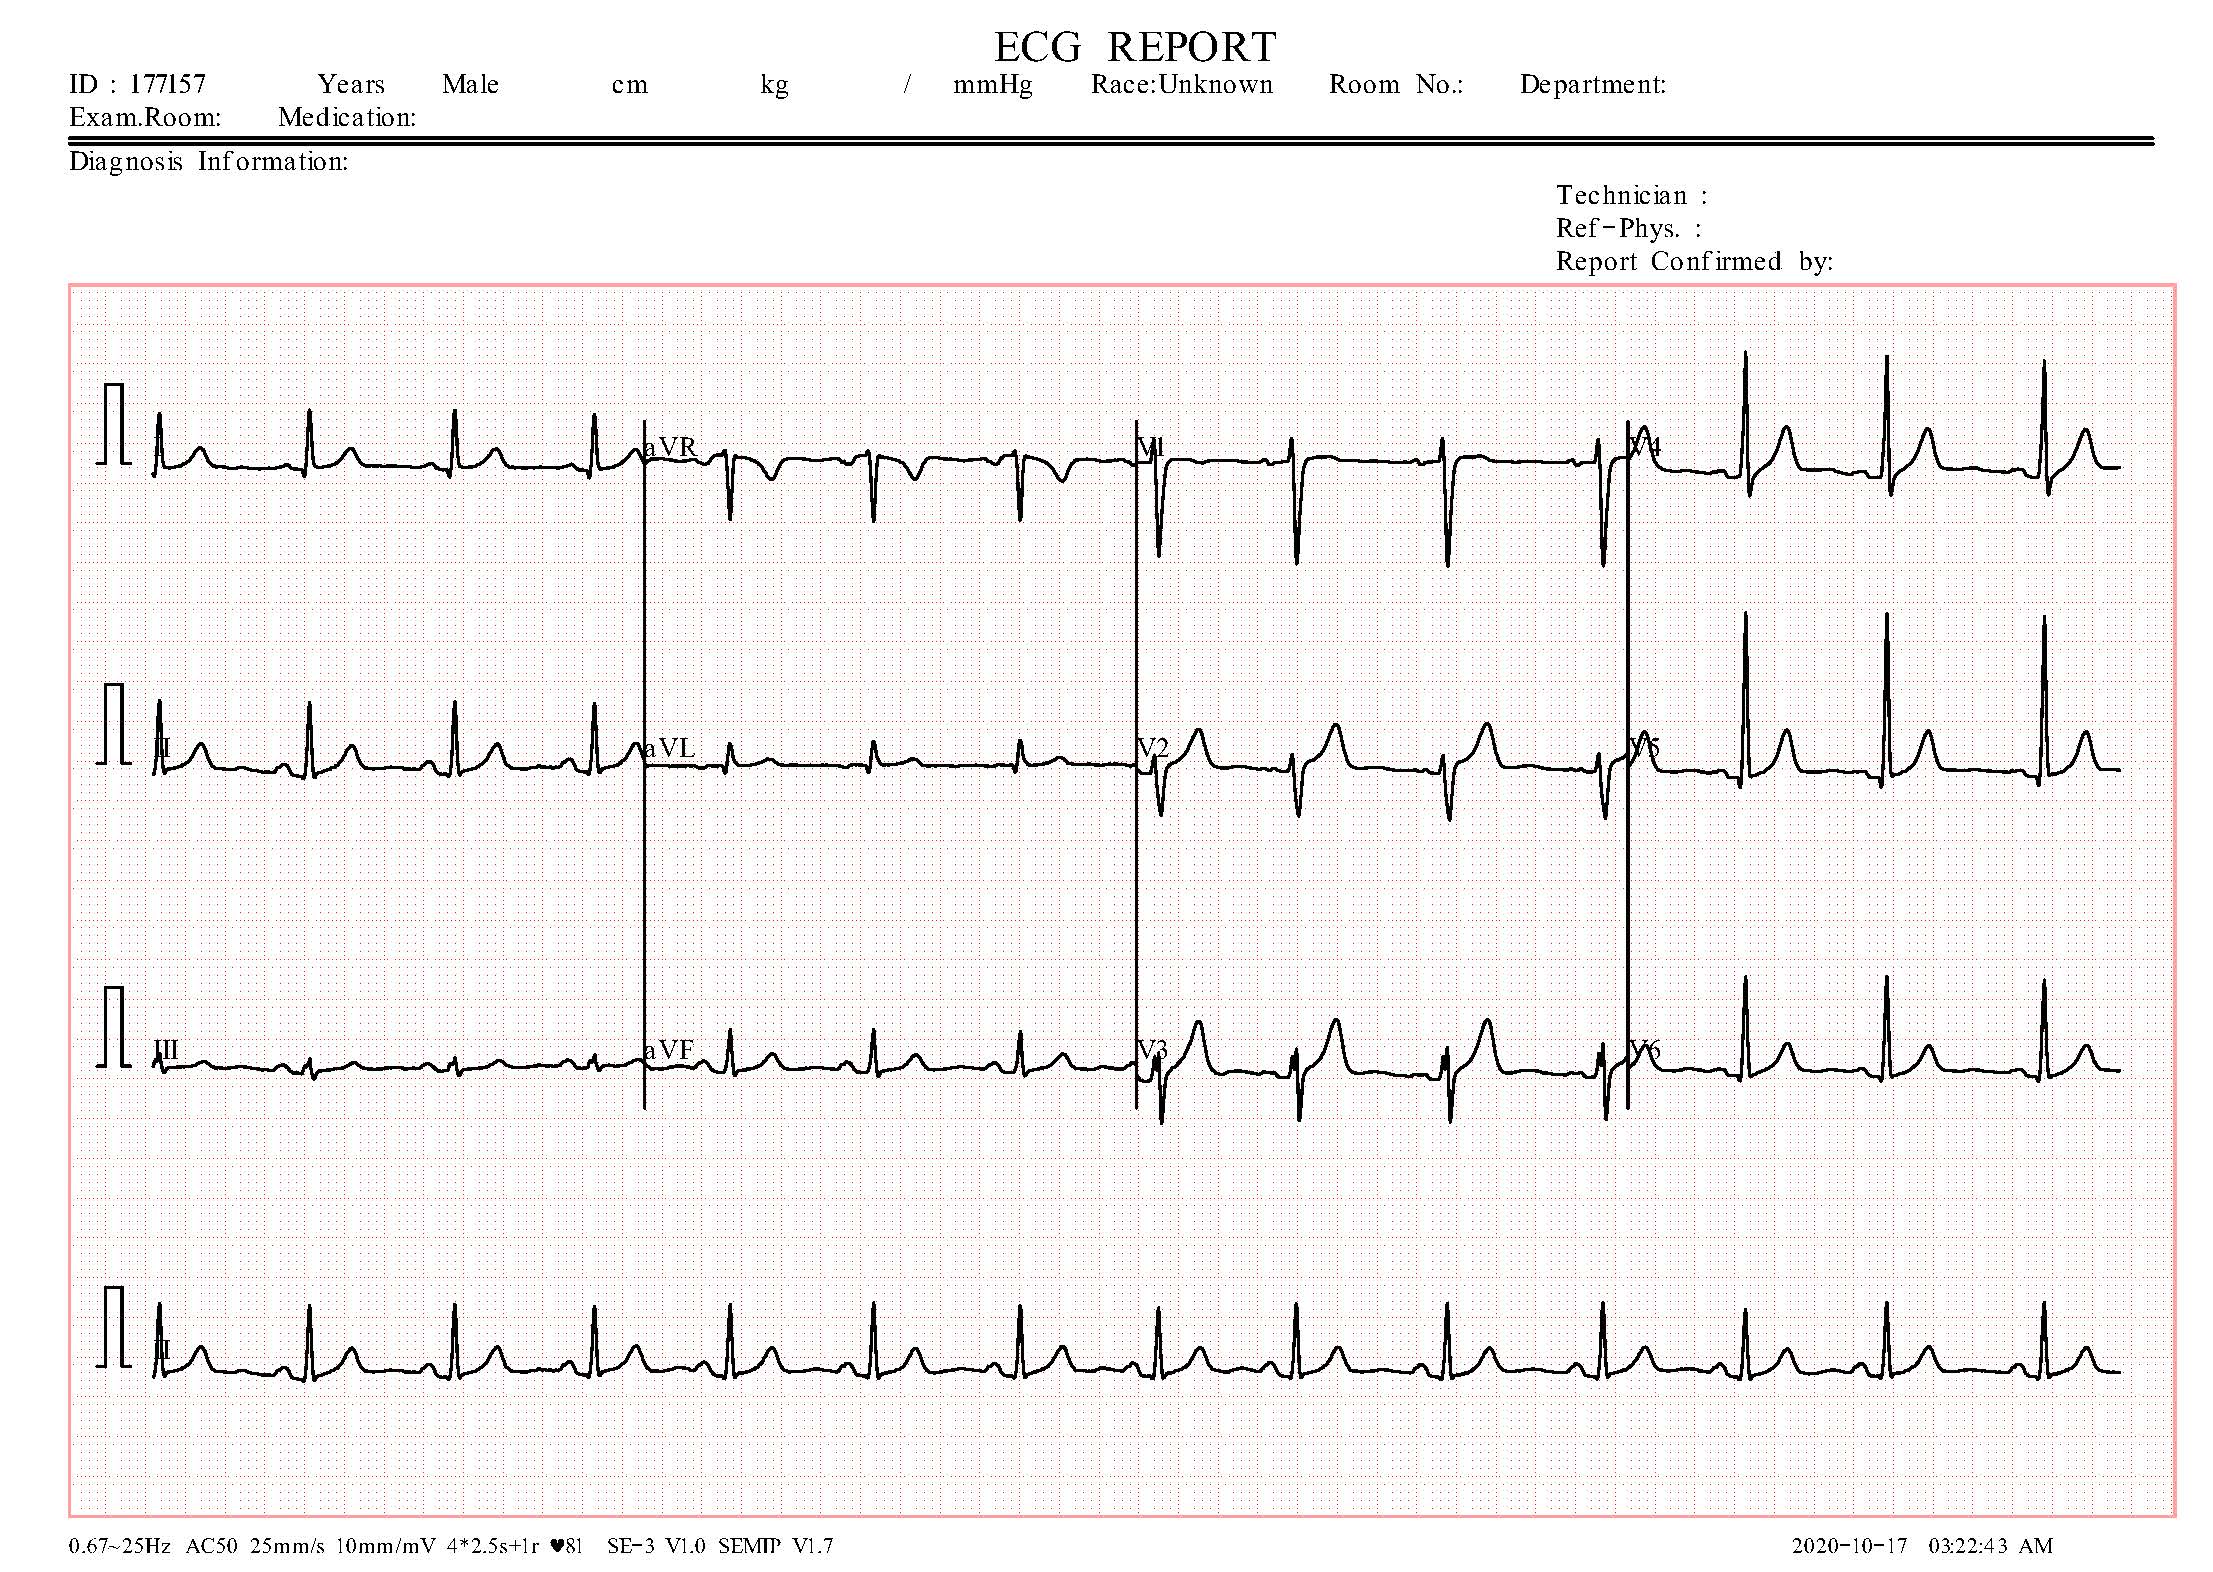 ECG REPORT
ID : 177157 Years Male cm kg / mmHg Race:Unknown Room No.: Department:
Exam.Room: Medication:
Diagnosis Information:
Technician :
Ref-Phys. :
Report Confirmed by:
I aVR V1 V4
II aVL V2 V5
III aVF V3 V6
II
0.67~25Hz AC50 25mm/s 10mm/mV 4*2.5s+1r ♥81 SE-3 V1.0 SEMIP V1.7 2020-10-17 03:22:43 AM